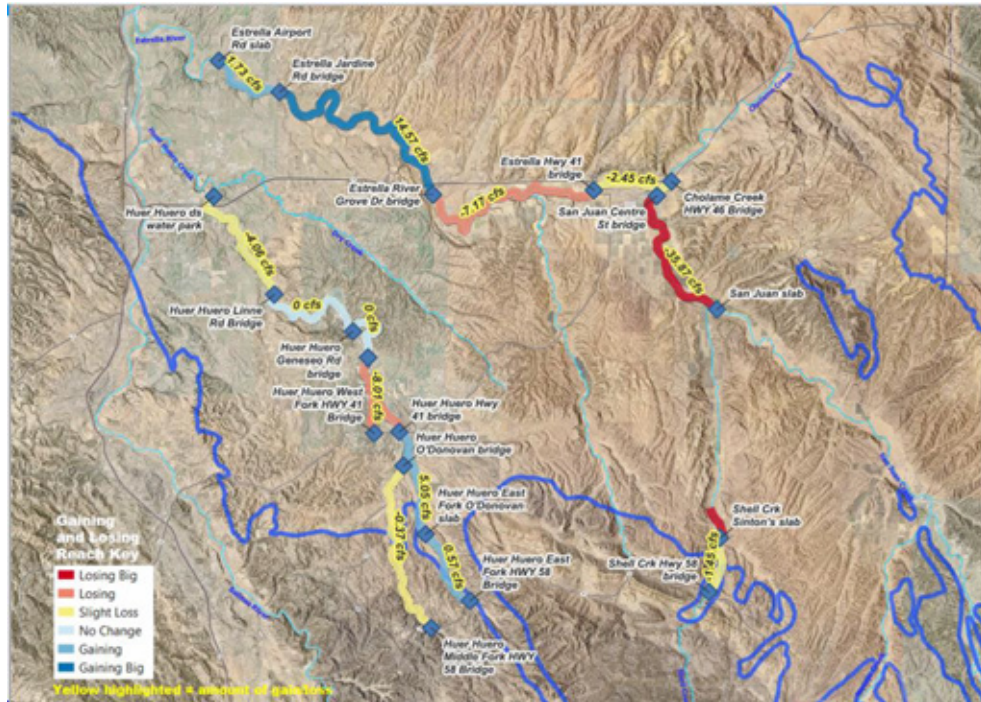 Estrella River
Estrella Airport
Rd slab
1.73 cfs
Estrella Jardine
Rd bridge
14.57 cfs
Cholame Creek
Estrella Hwy 41
bridge
-2.45 cfs
Estrella River
Grove Dr bridge
-7.17 cfs
San Juan Centre
St bridge
Cholame Creek
HWY 46 Bridge
Huer Huero Creek
Huer Huero ds
water park
Dry Creek
-4.06 cfs
-35.87 cfs
San Juan slab
0 cfs
0 cfs
Huer Huero Linne
Rd Bridge
Huer Huero
Geneseo Rd
bridge
-8.01 cfs
Huer Huero West
Fork HWY 41
Bridge
Huer Huero Hwy
41 bridge
Huer Huero
O'Donovan bridge
5.05 cfs
Huer Huero East
Fork O'Donovan
slab
-0.37 cfs
0.57 cfs
Huer Huero East
Fork HWY 58
Bridge
Shell Crk
Sinton's slab
Shell Crk Hwy 58
bridge
Huer Huero
Middle Fork HWY
58 Bridge
Gaining
and Losing
Reach Key
Losing Big
Losing
Slight Loss
No Change
Gaining
Gaining Big
Yellow highlighted = amount of gain/loss